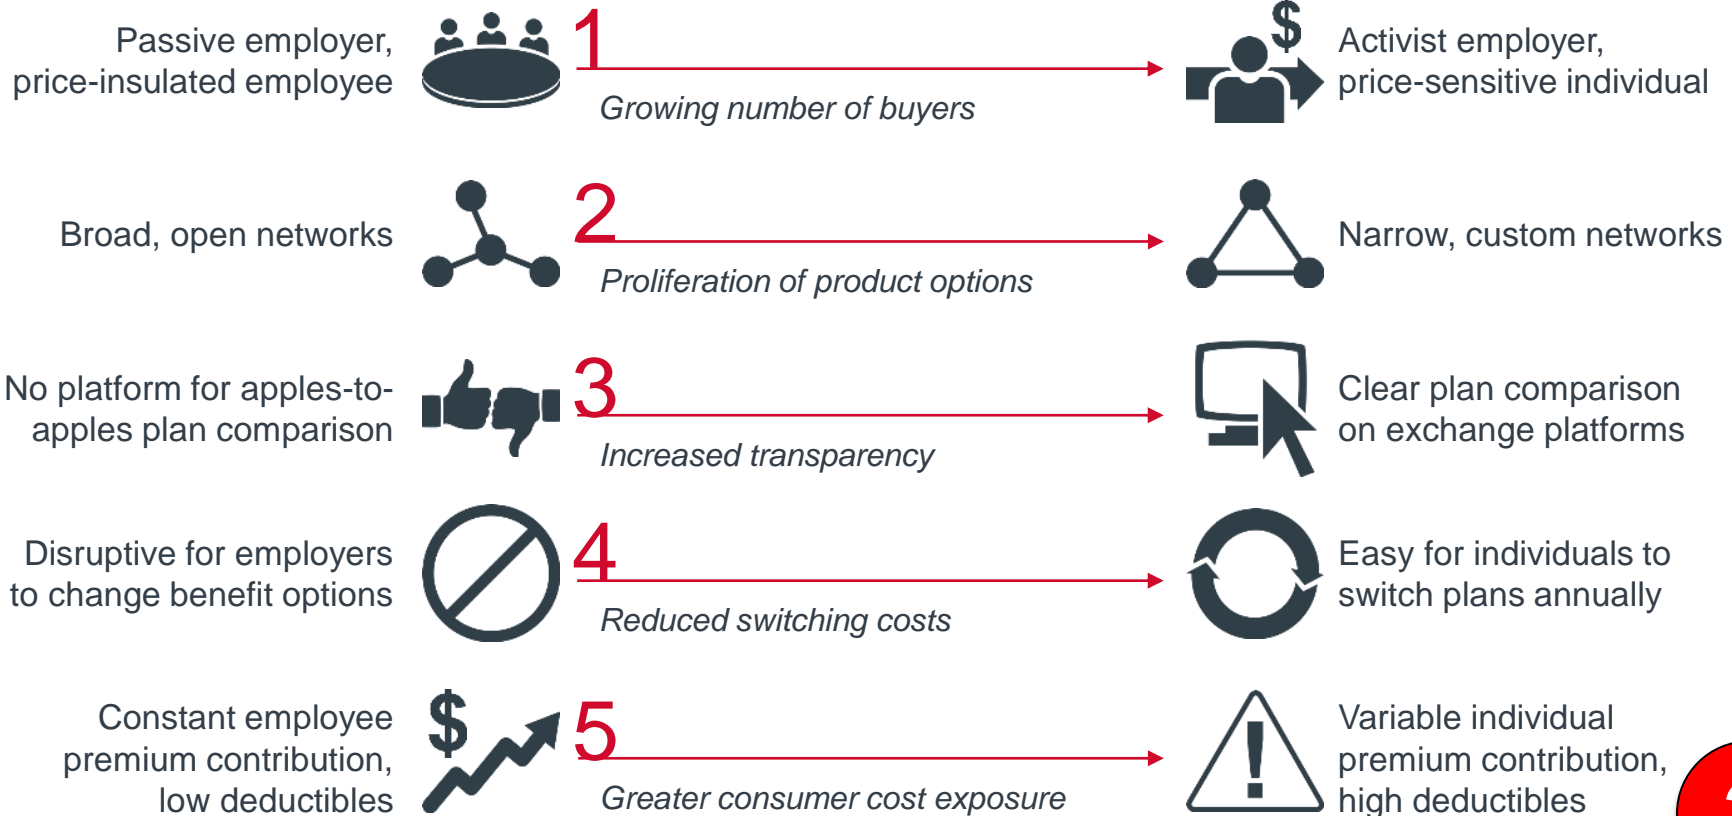 Passive employer,
price-insulated employee
$
1
Growing number of buyers
$
Activist employer,
price-sensitive individual
Broad, open networks
2
Proliferation of product options
Narrow, custom networks
No platform for apples-to-
apples plan comparison
3
Increased transparency
Clear plan comparison
on exchange platforms
Disruptive for employers
to change benefit options
4
Reduced switching costs
Easy for individuals to
switch plans annually
Constant employee
premium contribution,
low deductibles
$
5
Greater consumer cost exposure
!
Variable individual
premium contribution,
high deductibles